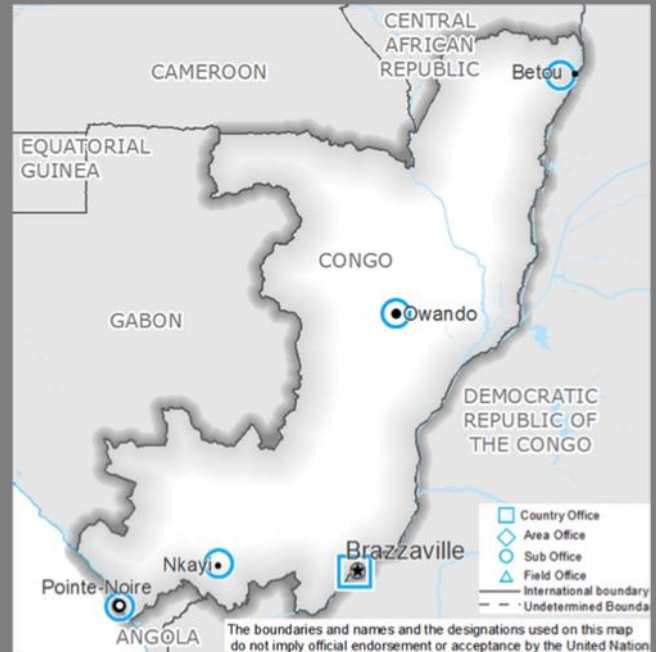 CENTRAL
AFRICAN
REPUBLIC
CAMEROON
Betou
EQUATORIAL
GUINEA
CONGO
GABON
Owando
DEMOCRATIC
REPUBLIC OF
THE CONGO
Country Office
Area Office
Sub Office
Field Office
International boundary
Undetermined Bounda
Brazzaville
Nkayi
Pointe-Noire
ANGOLA
The boundaries and names and the designations used on this map
do not imply official endorsement or acceptance by the United Nation